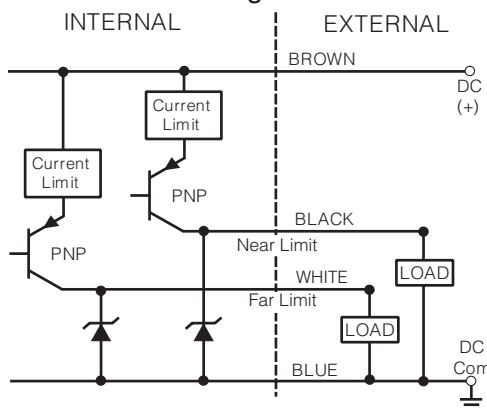 INTERNAL
EXTERNAL
BROWN
DC
(+)
Current
Limit
Current
Limit
PNP
PNP
BLACK
Near Limit
LOAD
WHITE
Far Limit
LOAD
BLUE
DC
Com